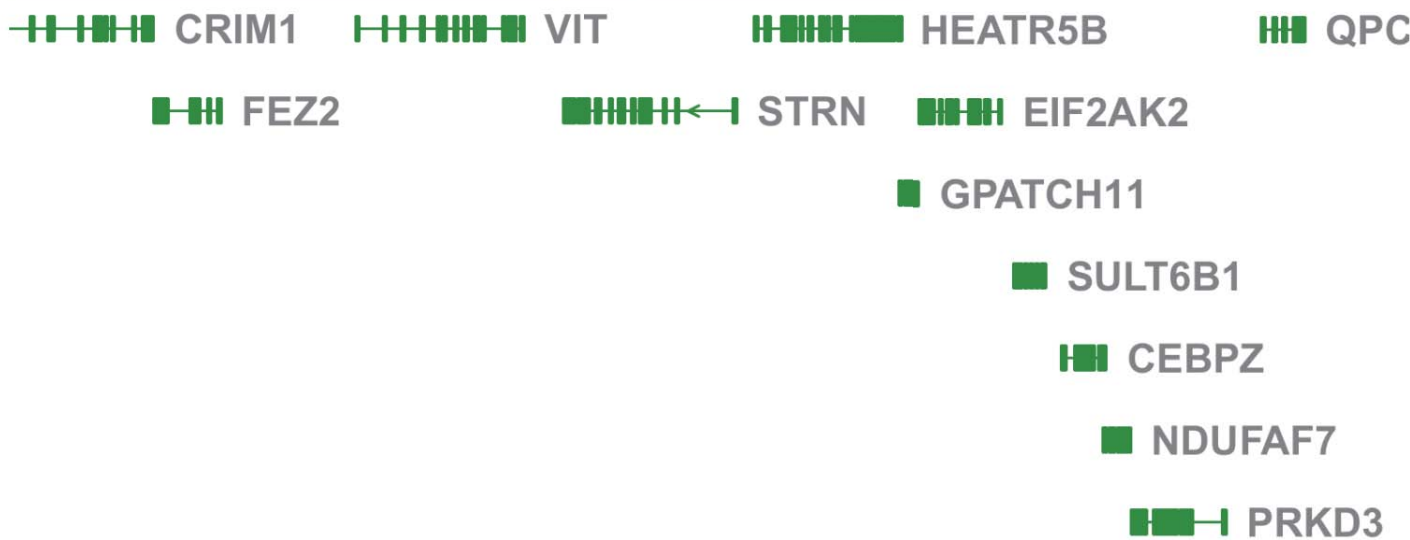 CRIM1 VIT HEATR5B QPC
FEZ2 STRN EIF2AK2
GPATCH11
SULT6B1
CEBPZ
NDUFAF7
PRKD3